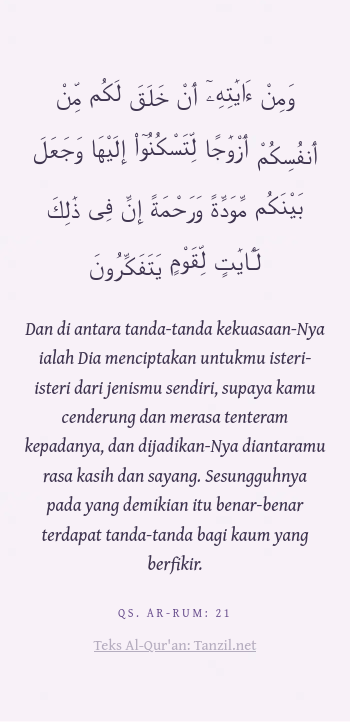 وَمِنْ ءَايَٰتِهِۦٓ أَنْ خَلَقَ لَكُم مِّنْ
أَنفُسِكُمْ أَزْوَٰجًا لِّتَسْكُنُوٓا۟ إِلَيْهَا وَجَعَلَ
بَيْنَكُم مَّوَدَّةً وَرَحْمَةً إِنَّ فِى ذَٰلِكَ
لَـَٔايَٰتٍ لِّقَوْمٍ يَتَفَكَّرُونَ
Dan di antara tanda-tanda kekuasaan-Nya
ialah Dia menciptakan untukmu isteri-
isteri dari jenismu sendiri, supaya kamu
cenderung dan merasa tenteram
kepadanya, dan dijadikan-Nya diantaramu
rasa kasih dan sayang. Sesungguhnya
pada yang demikian itu benar-benar
terdapat tanda-tanda bagi kaum yang
berfikir.
QS. AR-RUM: 21
Teks Al-Qur'an: Tanzil.net